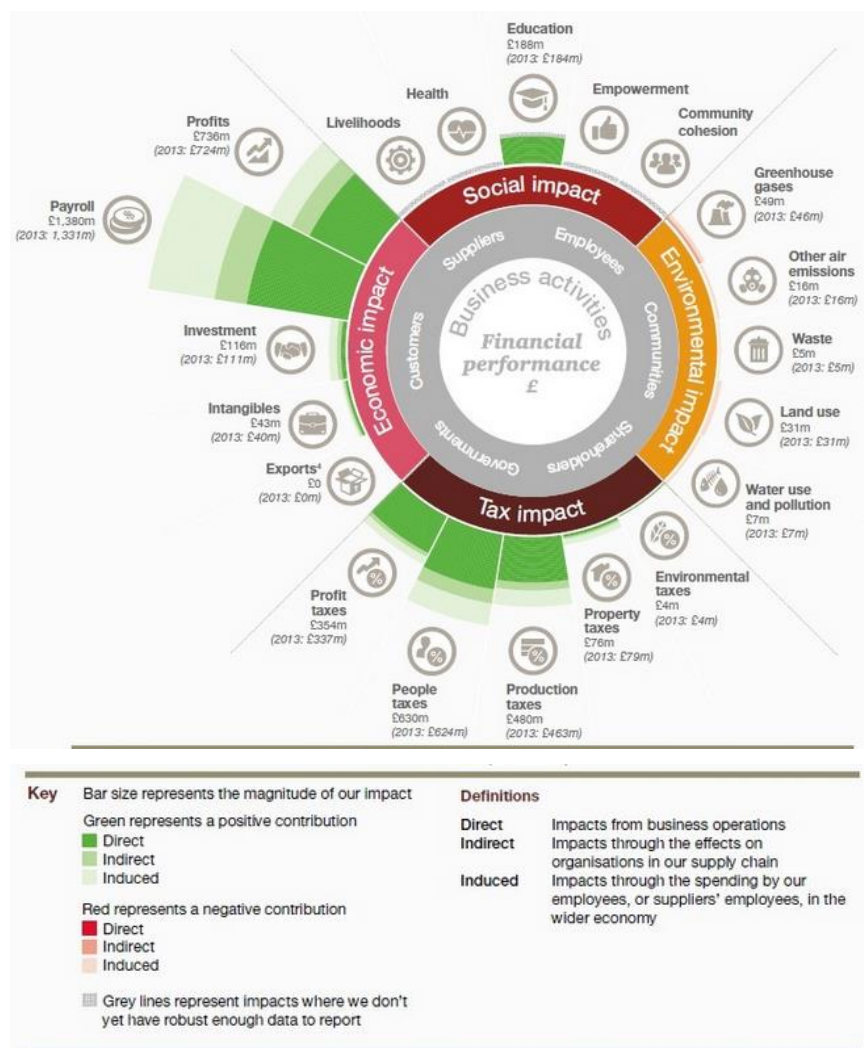 Education
£188m
(2013: £184m)
Empowerment
Health
Community
cohesion
Livelihoods
Profits
£736m
(2013: £724m)
Greenhouse
gases
£49m
(2013: £46m)
Payroll
£1,380m
(2013: 1,331m)
Social impact
Other air
emissions
£16m
(2013: £16m)
Suppliers
Employees
Business activities
Financial
performance
£
Customers
Communities
Economic impact
Environmental impact
Investment
£116m
(2013: £111m)
Waste
£5m
(2013: £5m)
Intangibles
£43m
(2013: £40m)
Land use
£31m
(2013: £31m)
Governments
Shareholders
Exports⁴
£0
(2013: £0m)
Tax impact
Water use
and pollution
£7m
(2013: £7m)
Profit
taxes
£354m
(2013: £337m)
Environmental
taxes
£4m
(2013: £4m)
Property
taxes
£76m
(2013: £79m)
People
taxes
£630m
(2013: £624m)
Production
taxes
£480m
(2013: £463m)
Key
Bar size represents the magnitude of our impact
Green represents a positive contribution
Direct
Indirect
Induced
Red represents a negative contribution
Direct
Indirect
Induced
Grey lines represent impacts where we don't
yet have robust enough data to report
Definitions
Direct Impacts from business operations
Indirect Impacts through the effects on
organisations in our supply chain
Induced Impacts through the spending by our
employees, or suppliers' employees, in the
wider economy